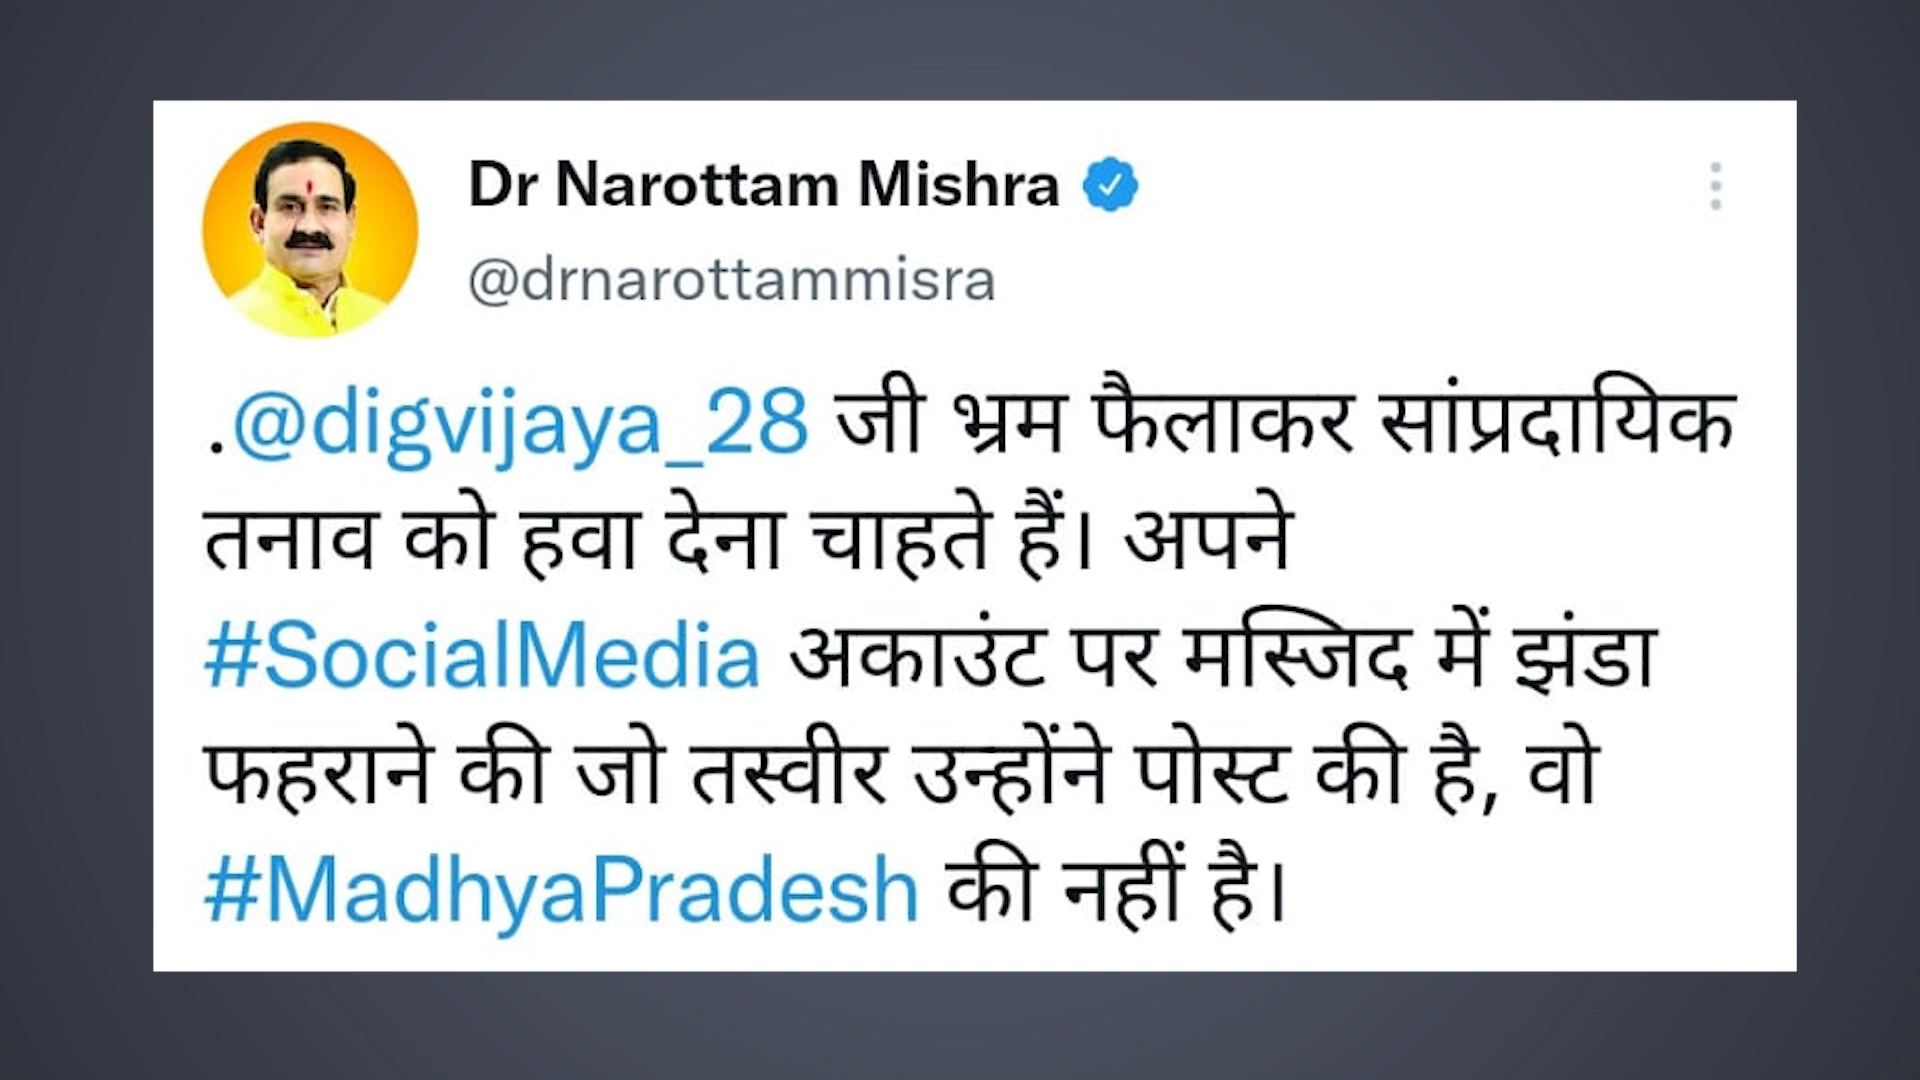 Dr Narottam Mishra
@drnarottammisra
.@digvijaya_28 जी भ्रम फैलाकर सांप्रदायिक
तनाव को हवा देना चाहते हैं। अपने
#SocialMedia अकाउंट पर मस्जिद में झंडा
फहराने की जो तस्वीर उन्होंने पोस्ट की है, वो
#MadhyaPradesh की नहीं है।